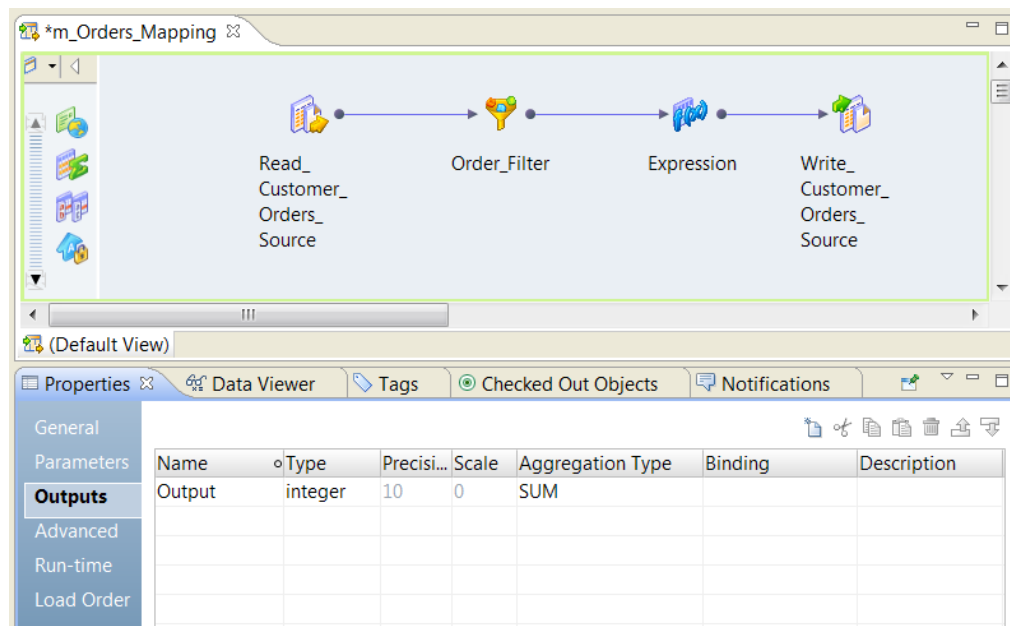 *m_Orders_Mapping
Read_
Customer_
Orders_
Source
Order_Filter
Expression
Write_
Customer_
Orders_
Source
(Default View)
Properties Data Viewer Tags Checked Out Objects Notifications
General
Parameters
Outputs
Advanced
Run-time
Load Order
Name Type Precisi... Scale Aggregation Type Binding Description
Output integer 10 0 SUM